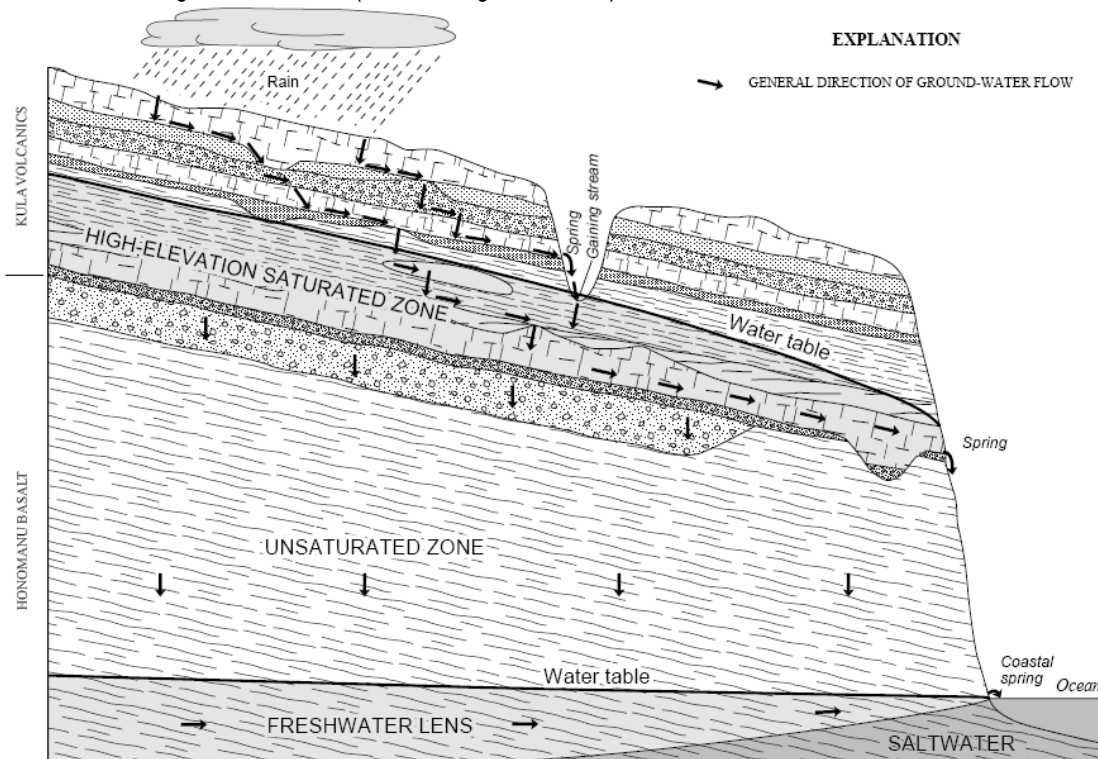 EXPLANATION
GENERAL DIRECTION OF GROUND-WATER FLOW
Rain
KULA VOLCANICS
Spring
Gaining stream
HIGH-ELEVATION SATURATED ZONE
Water table
Spring
HONOMANU BASALT
UNSATURATED ZONE
Water table
Coastal
spring
Ocean
FRESHWATER LENS
SALTWATER